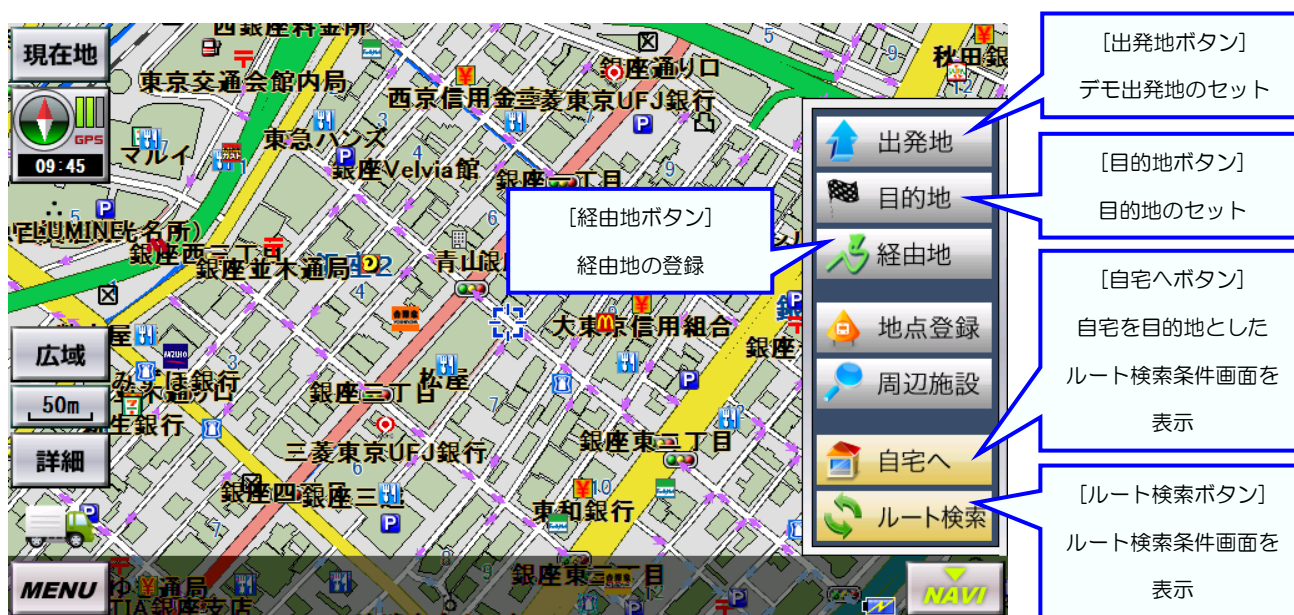 西銀座料金所
現在地
東京交通会館内局
銀座通り口
秋田銀
西京信用金
三菱東京UFJ銀行
GPS
09:45
マルイ
東急ハンズ
銀座Velvia館
銀座一丁目
出発地
目的地
経由地
地点登録
周辺施設
自宅へ
ルート検索
[出発地ボタン]
デモ出発地のセット
[目的地ボタン]
目的地のセット
[経由地ボタン]
経由地の登録
[自宅へボタン]
自宅を目的地とした
ルート検索条件画面を
表示
[ルート検索ボタン]
ルート検索条件画面を
表示
銀座西二丁目
銀座並木通局
銀座2
大東京信用組合
広域
50m
詳細
みずほ銀行
銀座三丁目
松屋
三菱東京UFJ銀行
銀座東二丁目
銀座四
銀座三
東和銀行
銀座東三丁目
MENU
NAVI